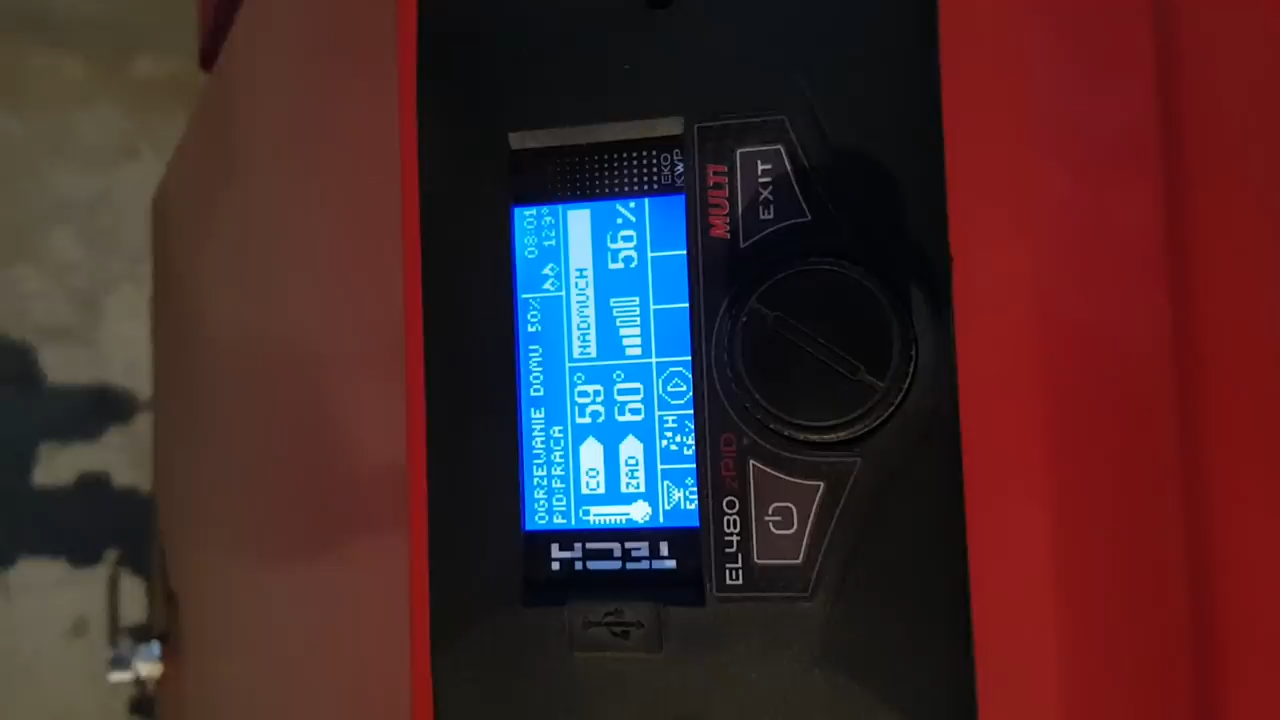 OGRZEWANIE DOMU 50%
08:01
PID:PRACA
129°
CO 59°
NADMUCH
ZAD 60°
56%
50°
56%
H
TECH
EKO
KWP
EL480 zPID
MULTI
EXIT